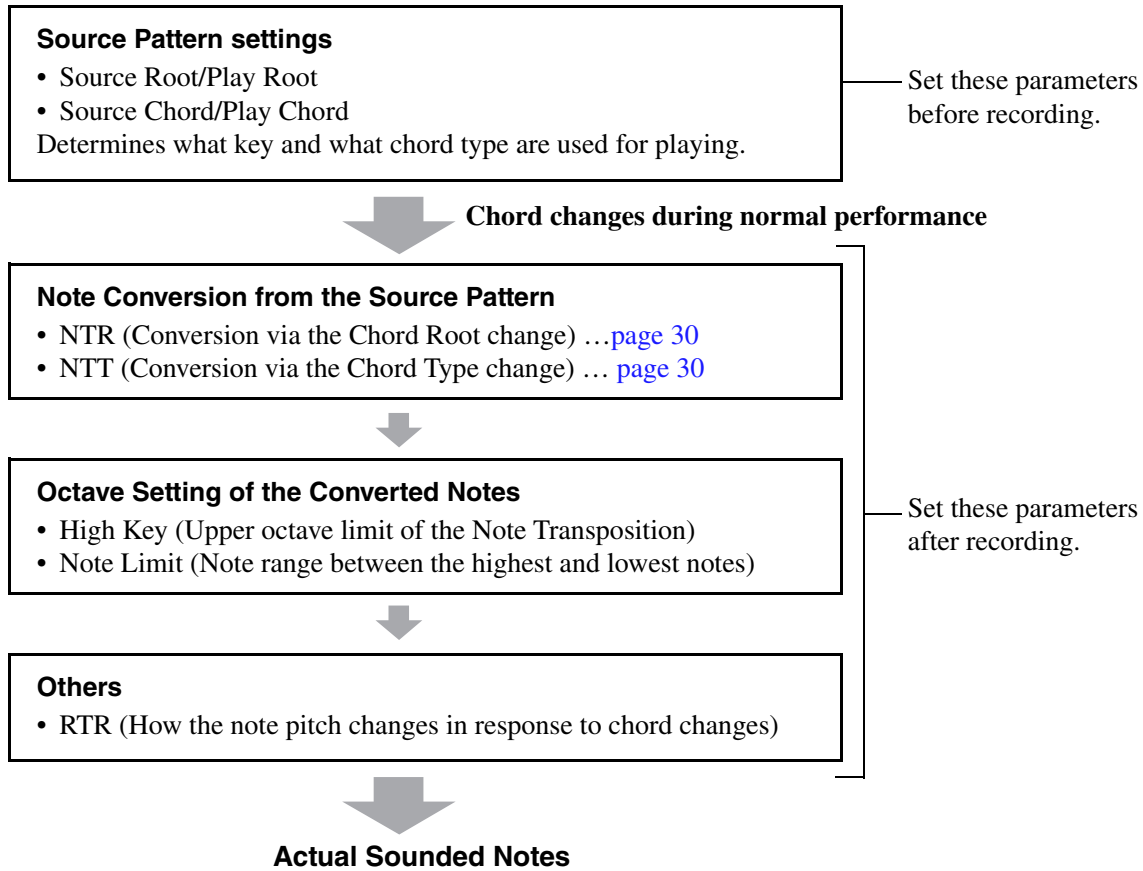 Source Pattern settings
• Source Root/Play Root
• Source Chord/Play Chord
Determines what key and what chord type are used for playing.
Set these parameters
before recording.
Chord changes during normal performance
Note Conversion from the Source Pattern
• NTR (Conversion via the Chord Root change) …page 30
• NTT (Conversion via the Chord Type change) … page 30
Octave Setting of the Converted Notes
• High Key (Upper octave limit of the Note Transposition)
• Note Limit (Note range between the highest and lowest notes)
Set these parameters
after recording.
Others
• RTR (How the note pitch changes in response to chord changes)
Actual Sounded Notes